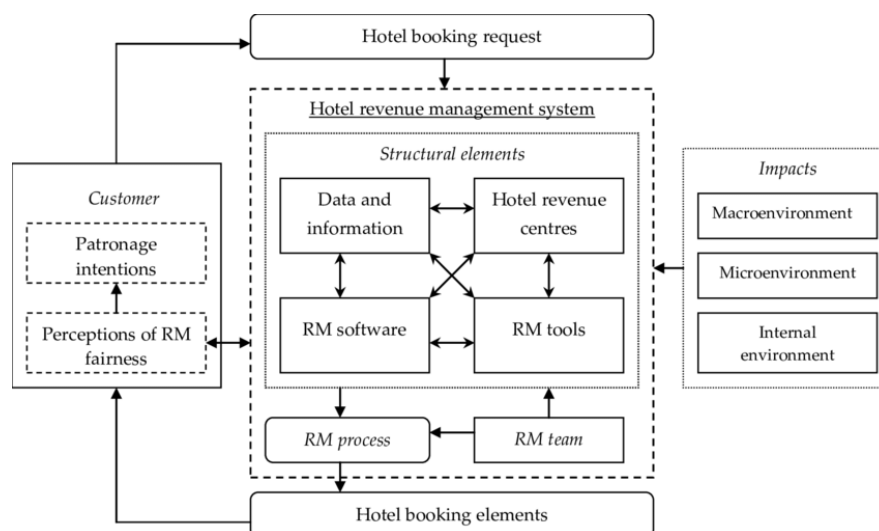 Hotel booking request
Hotel revenue management system
Structural elements
Customer
Patronage
intentions
Perceptions of RM
fairness
Data and
information
Hotel revenue
centres
RM software
RM tools
RM process
RM team
Impacts
Macroenvironment
Microenvironment
Internal
environment
Hotel booking elements